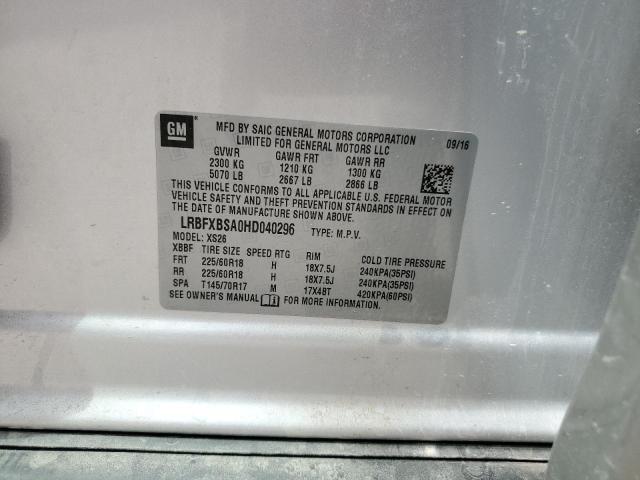 GM
MFD BY SAIC GENERAL MOTORS CORPORATION
LIMITED FOR GENERAL MOTORS LLC
09/16
GVWR GAWR FRT GAWR RR
2300 KG 1210 KG 1300 KG
5070 LB 2667 LB 2866 LB
THIS VEHICLE CONFORMS TO ALL APPLICABLE U.S. FEDERAL MOTOR
VEHICLE SAFETY AND THEFT PREVENTION STANDARDS IN EFFECT ON
THE DATE OF MANUFACTURE SHOWN ABOVE.
LRBFXBSA0HD040296 TYPE: M.P.V.
MODEL: XS26
XBBF TIRE SIZE SPEED RTG RIM COLD TIRE PRESSURE
FRT 225/60R18 H 18X7.5J 240KPA(35PSI)
RR 225/60R18 H 18X7.5J 240KPA(35PSI)
SPA T145/70R17 M 17X4BT 420KPA(60PSI)
SEE OWNER'S MANUAL FOR MORE INFORMATION.